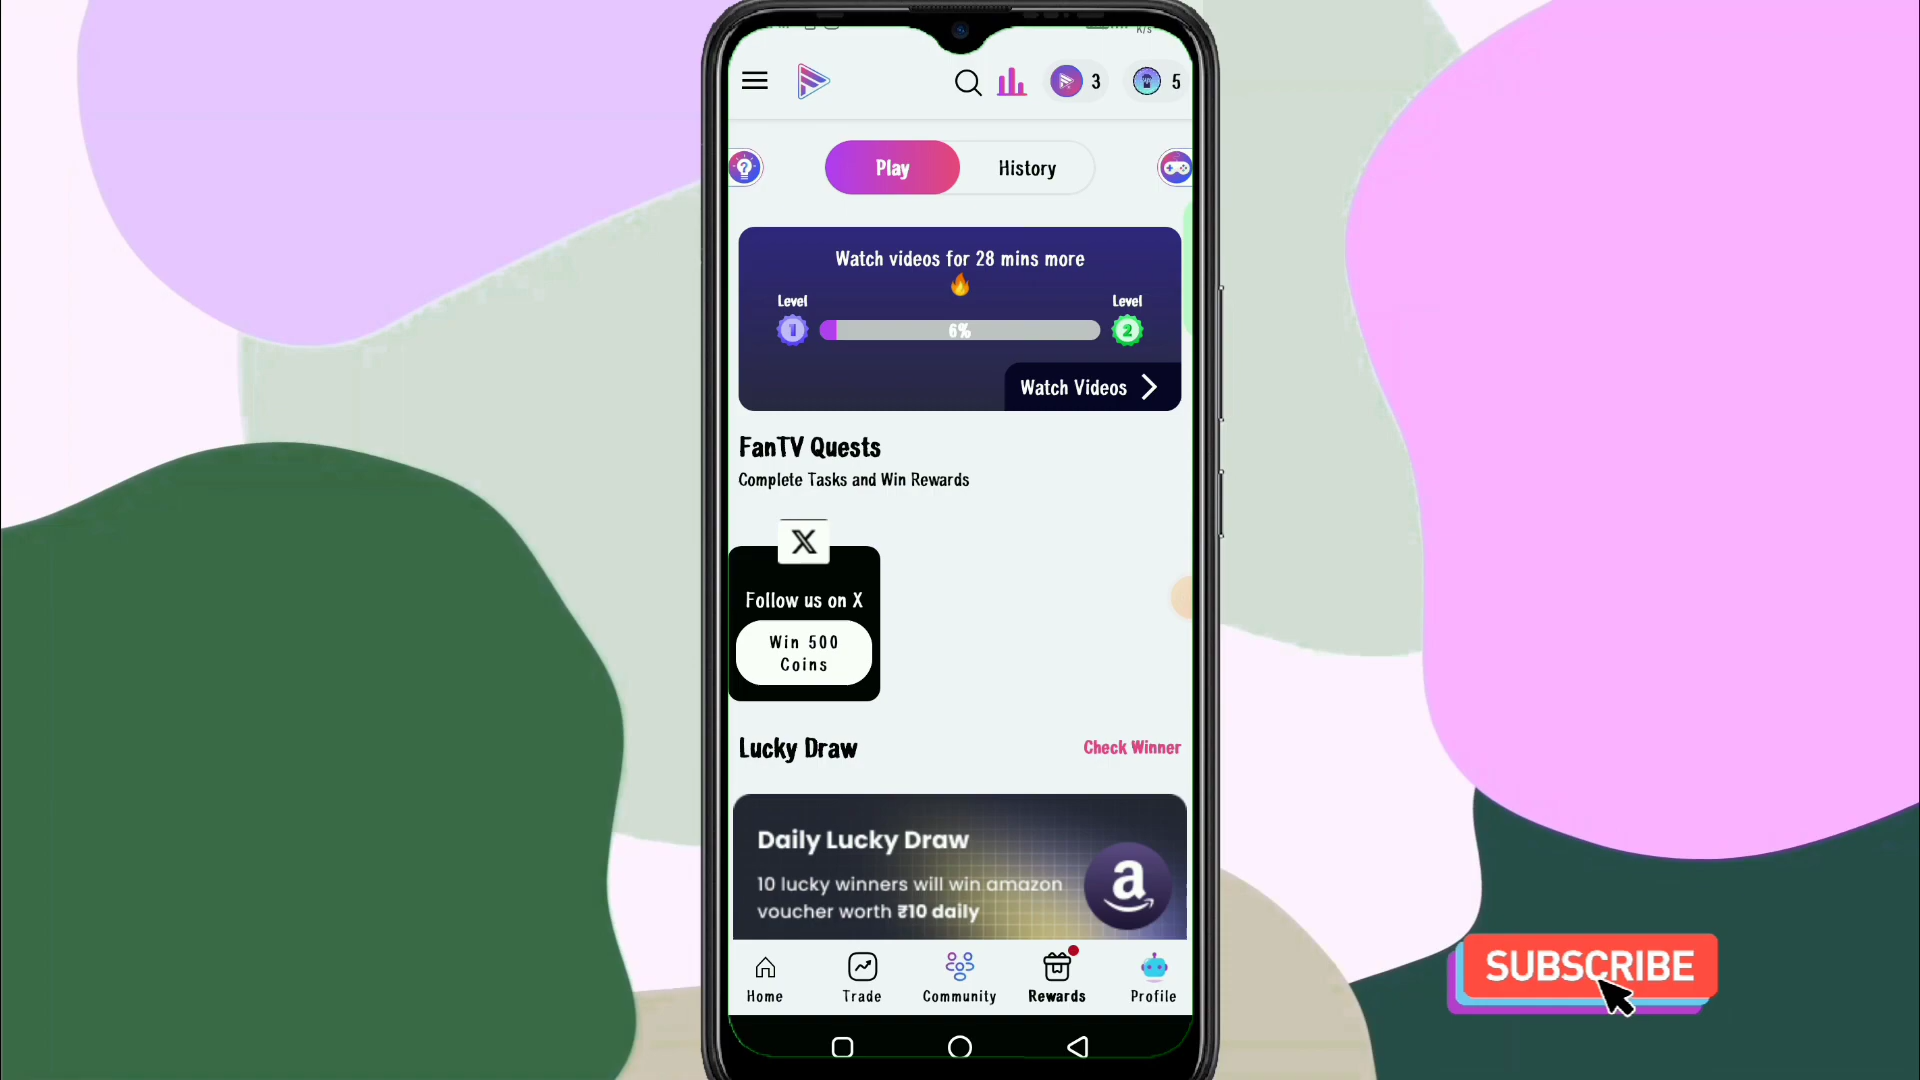 K/s
3
5
Play
History
Watch videos for 28 mins more
Level
Level
1
6%
2
Watch Videos
FanTV Quests
Complete Tasks and Win Rewards
X
Follow us on X
Win 500
Coins
Lucky Draw
Check Winner
Daily Lucky Draw
10 lucky winners will win amazon
voucher worth ₹10 daily
a
Home
Trade
Community
Rewards
Profile
SUBSCRIBE